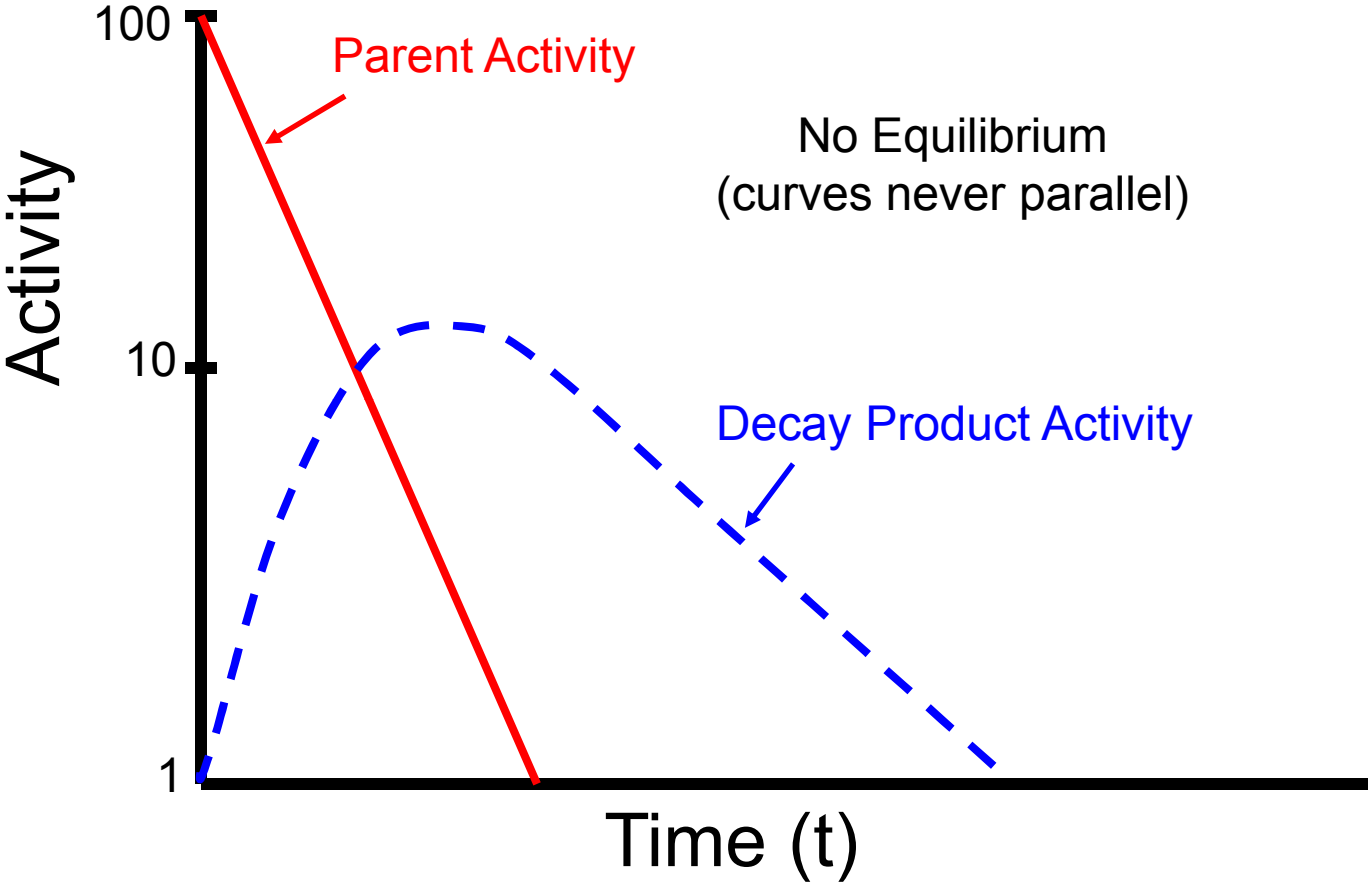 100
Parent Activity
No Equilibrium
(curves never parallel)
Activity
10
Decay Product Activity
1
Time (t)